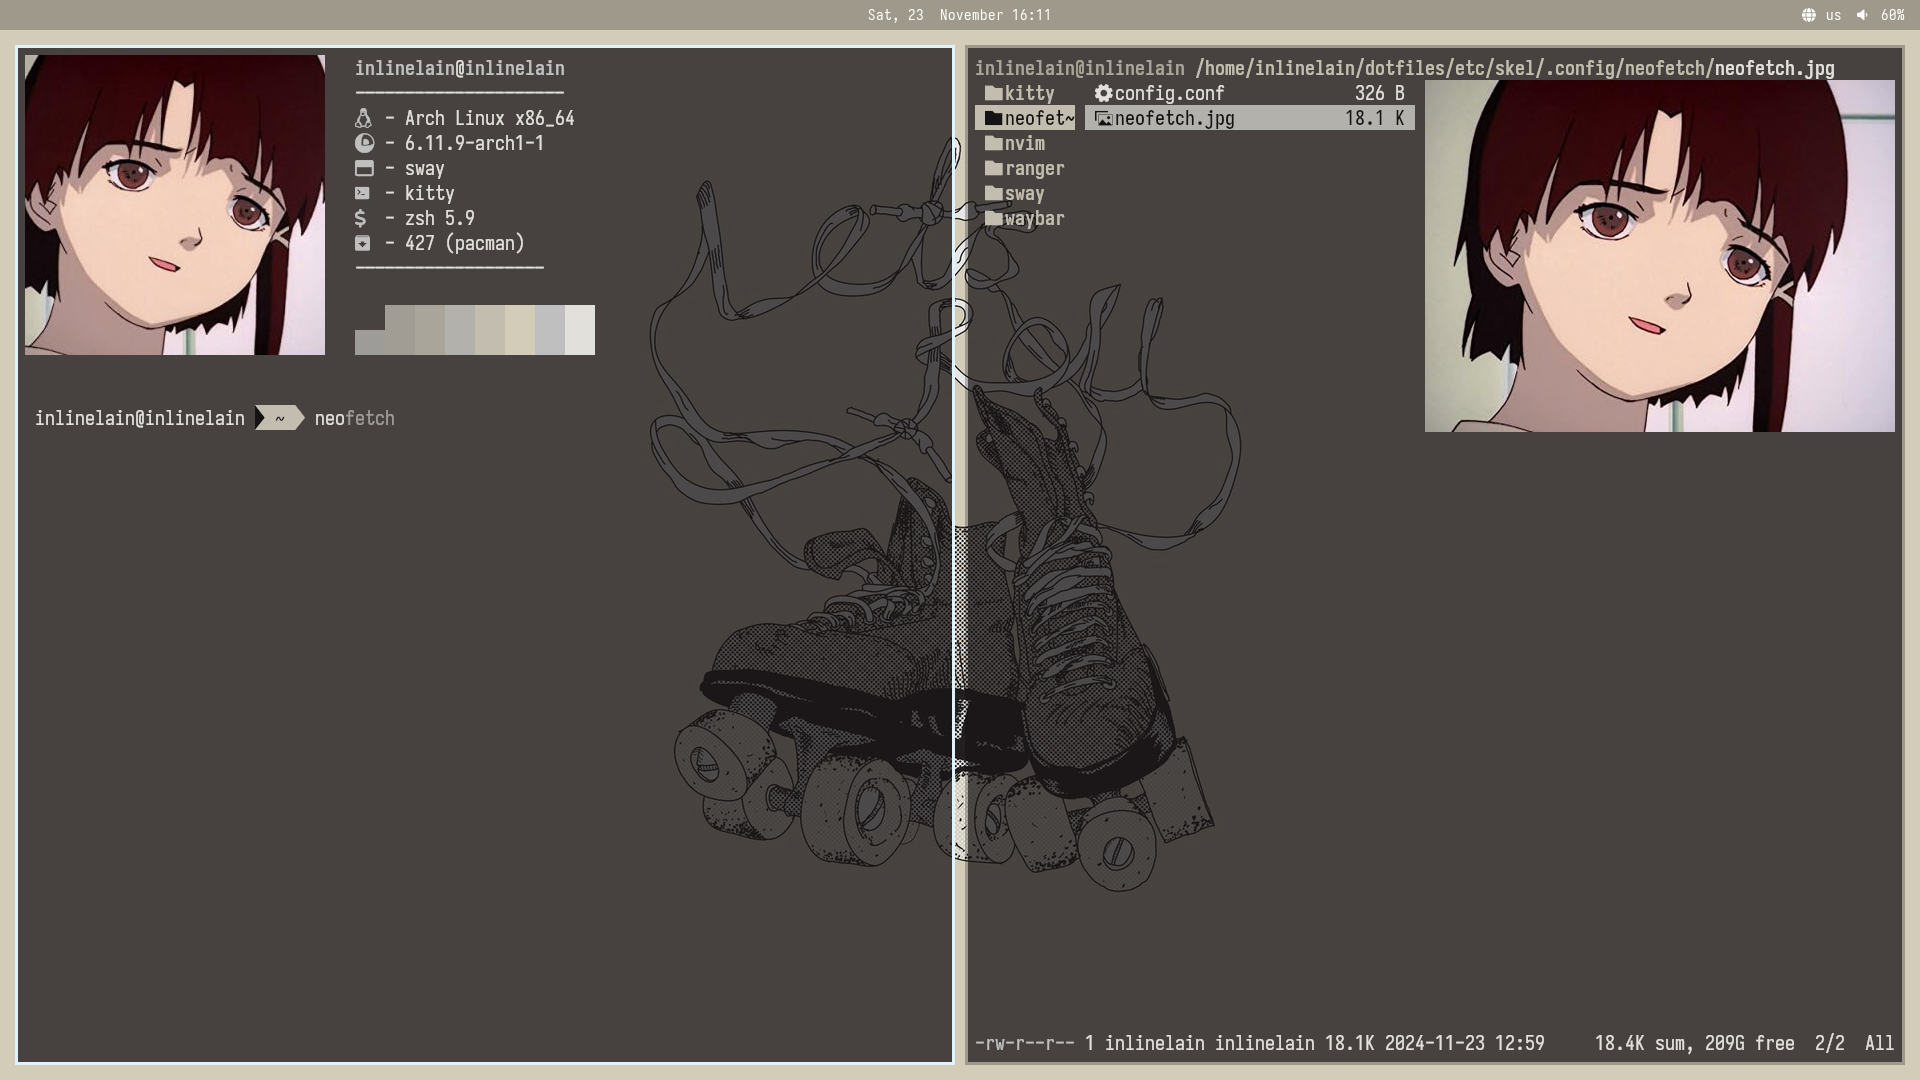 Sat, 23  November 16:11
us 60%
inlinelain@inlinelain
- Arch Linux x86_64
- 6.11.9-arch1-1
- sway
- kitty
- zsh 5.9
- 427 (pacman)
inlinelain@inlinelain ~ neofetch
inlinelain@inlinelain /home/inlinelain/dotfiles/etc/skel/.config/neofetch/neofetch.jpg
kitty config.conf 326 B
neofet~ neofetch.jpg 18.1 K
nvim
ranger
sway
waybar
-rw-r--r-- 1 inlinelain inlinelain 18.1K 2024-11-23 12:59 18.4K sum, 209G free 2/2 All